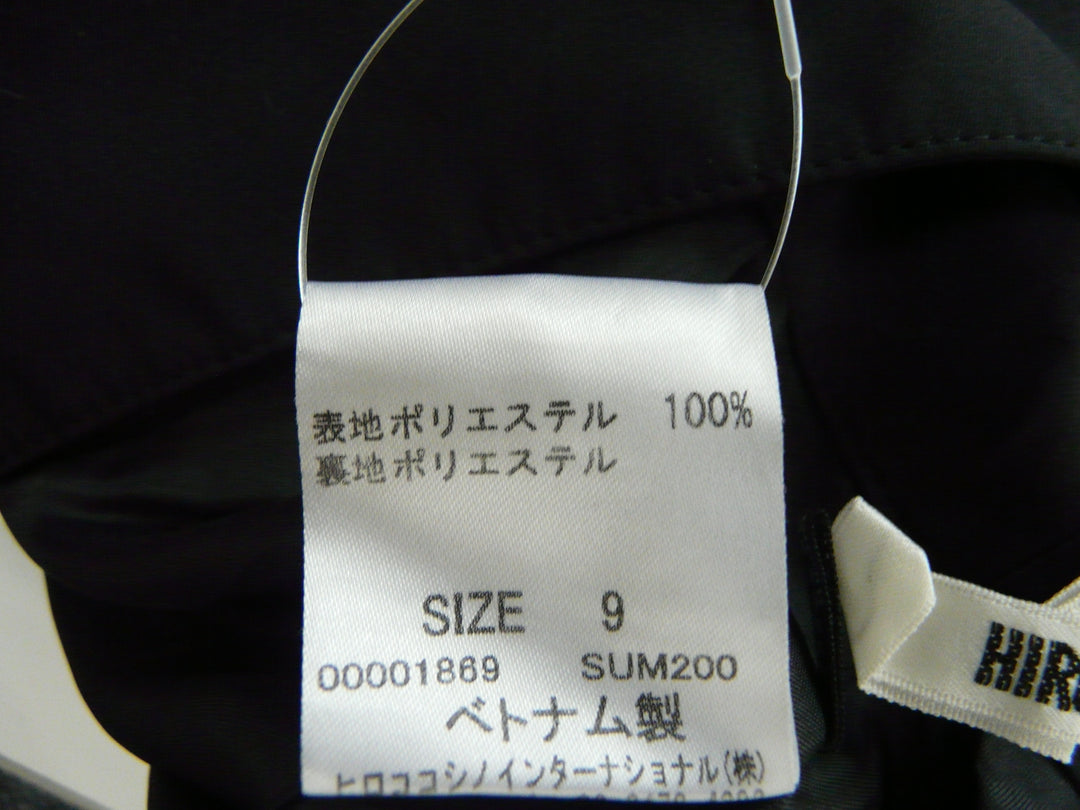 表地ポリエステル 100%
裏地ポリエステル
SIZE 9
00001869 SUM200
ベトナム製
ヒロココシノインターナショナル(株)